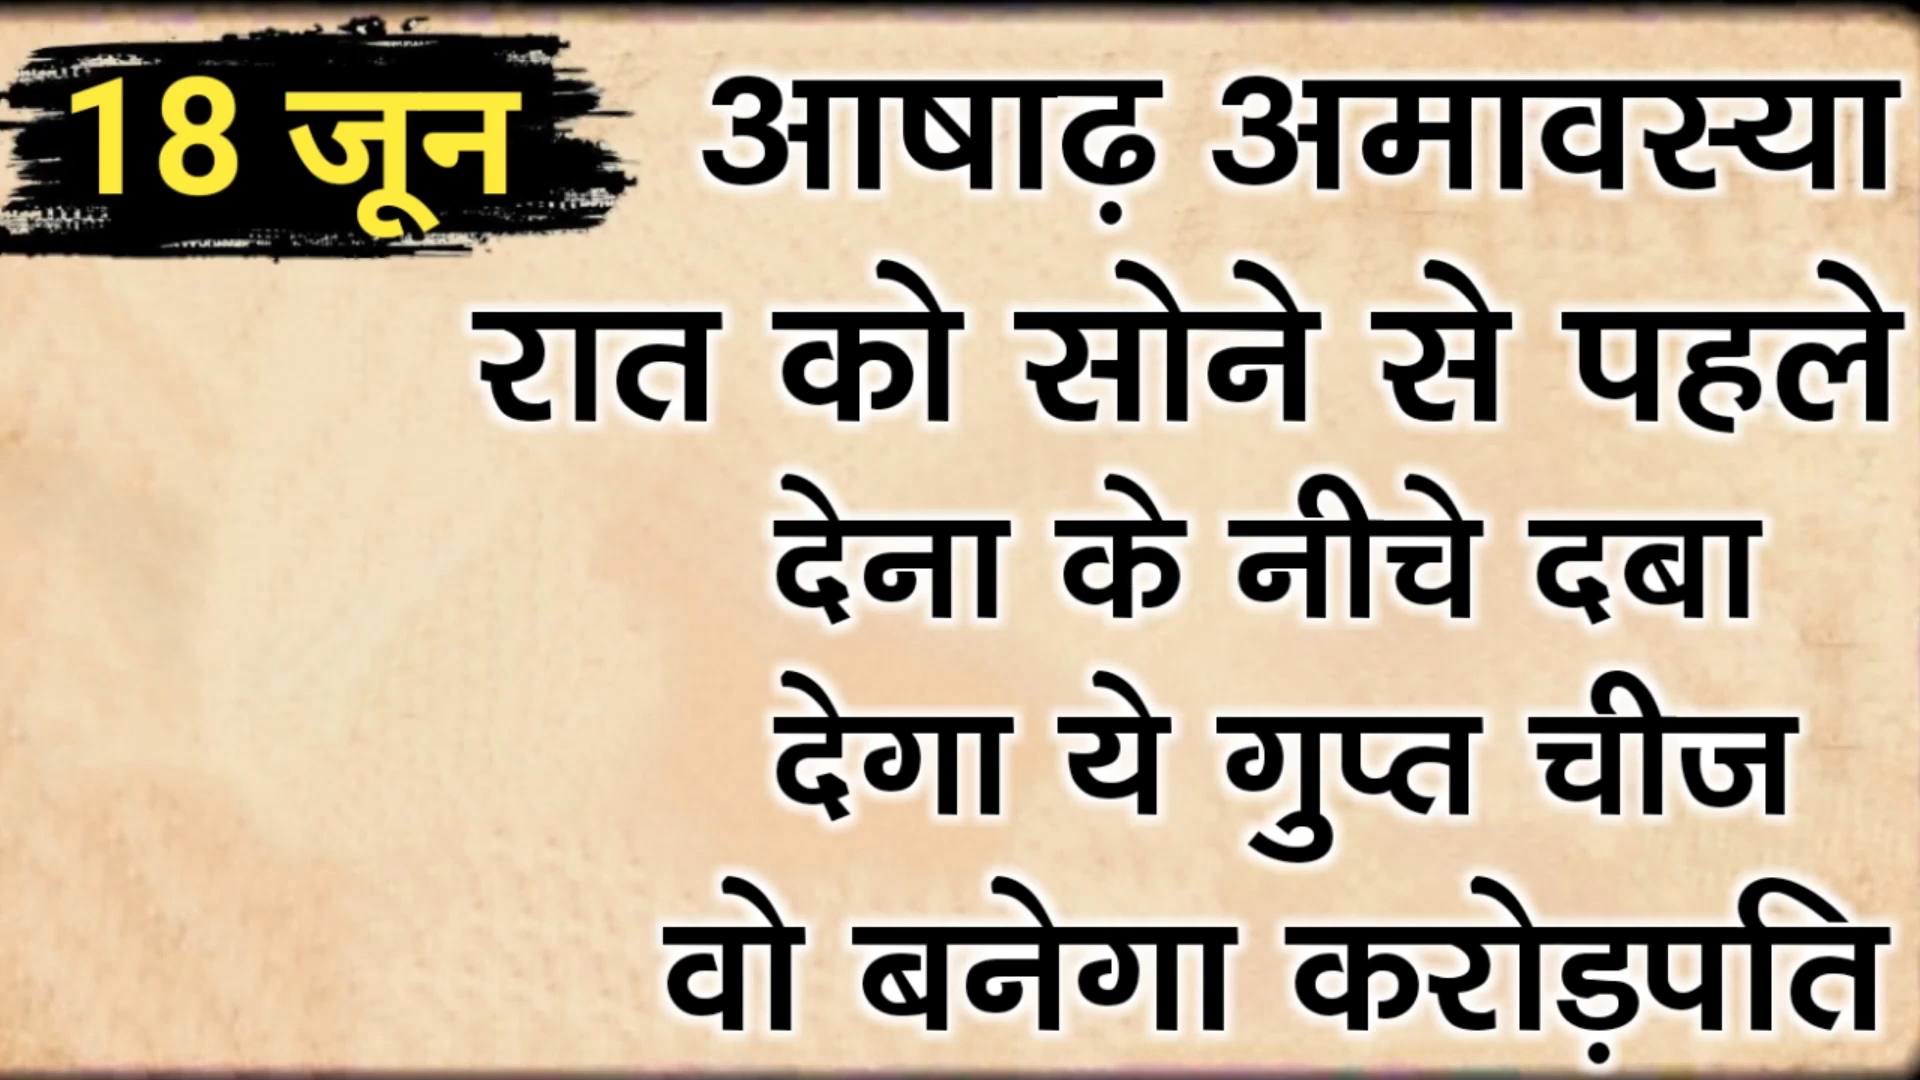 18 जून
आषाढ़ अमावस्या
रात को सोने से पहले
देना के नीचे दबा
देगा ये गुप्त चीज
वो बनेगा करोड़पति